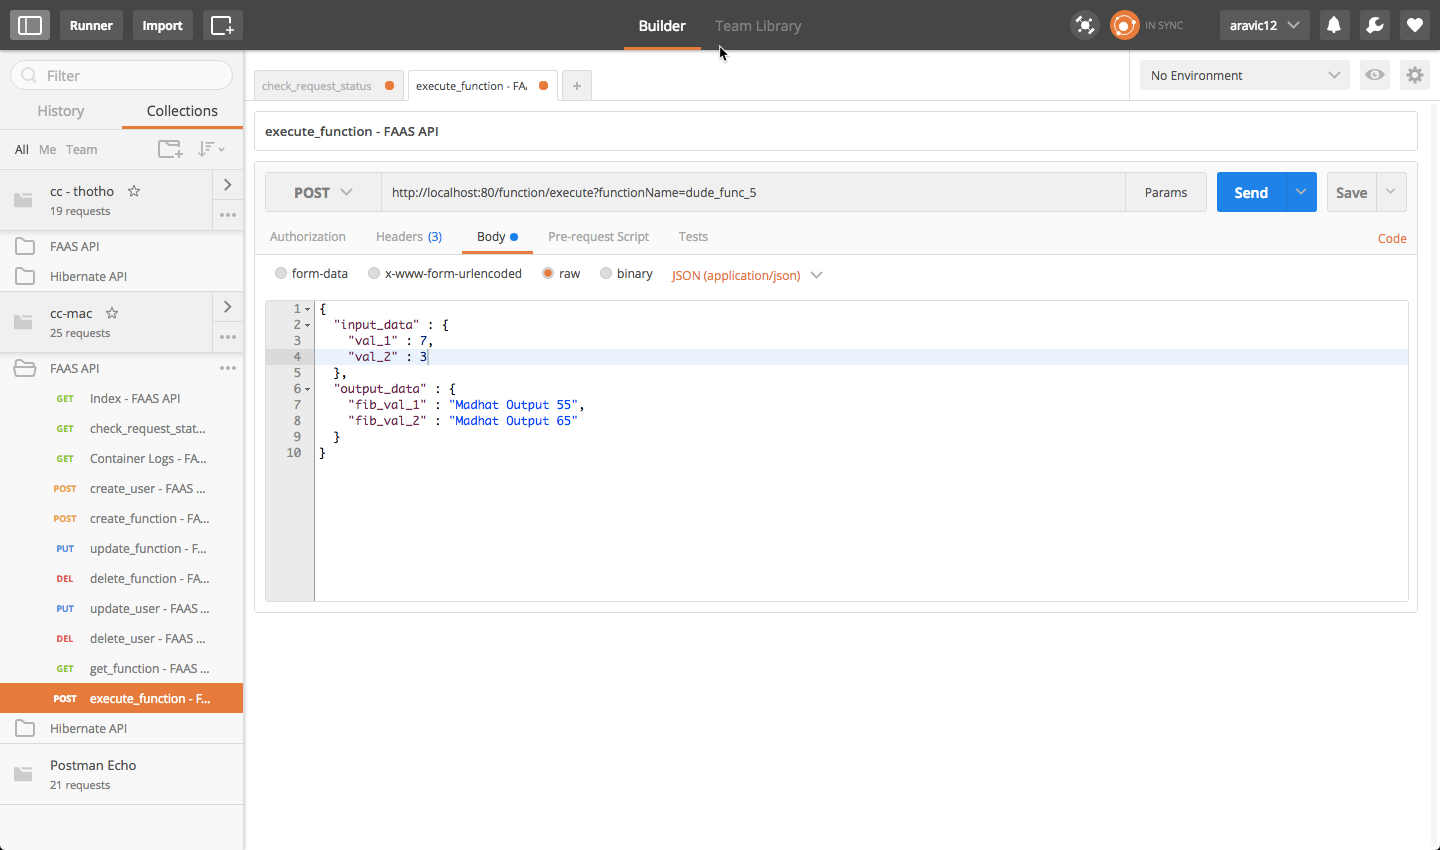 Runner
Import
Builder
Team Library
IN SYNC
aravic12
Filter
History
Collections
All Me Team
cc - thotho
19 requests
FAAS API
Hibernate API
cc-mac
25 requests
FAAS API
GET Index - FAAS API
GET check_request_stat...
GET Container Logs - FA...
POST create_user - FAAS ...
POST create_function - FA...
PUT update_function - F...
DEL delete_function - FA...
PUT update_user - FAAS ...
DEL delete_user - FAAS ...
GET get_function - FAAS ...
POST execute_function - F...
Hibernate API
Postman Echo
21 requests
check_request_status
execute_function - FA
+
No Environment
execute_function - FAAS API
POST
http://localhost:80/function/execute?functionName=dude_func_5
Params
Send
Save
Authorization
Headers (3)
Body
Pre-request Script
Tests
Code
form-data
x-www-form-urlencoded
raw
binary
JSON (application/json)
1 {
2 "input_data" : {
3 "val_1" : 7,
4 "val_2" : 3
5 },
6 "output_data" : {
7 "fib_val_1" : "Madhat Output 55",
8 "fib_val_2" : "Madhat Output 65"
9 }
10 }